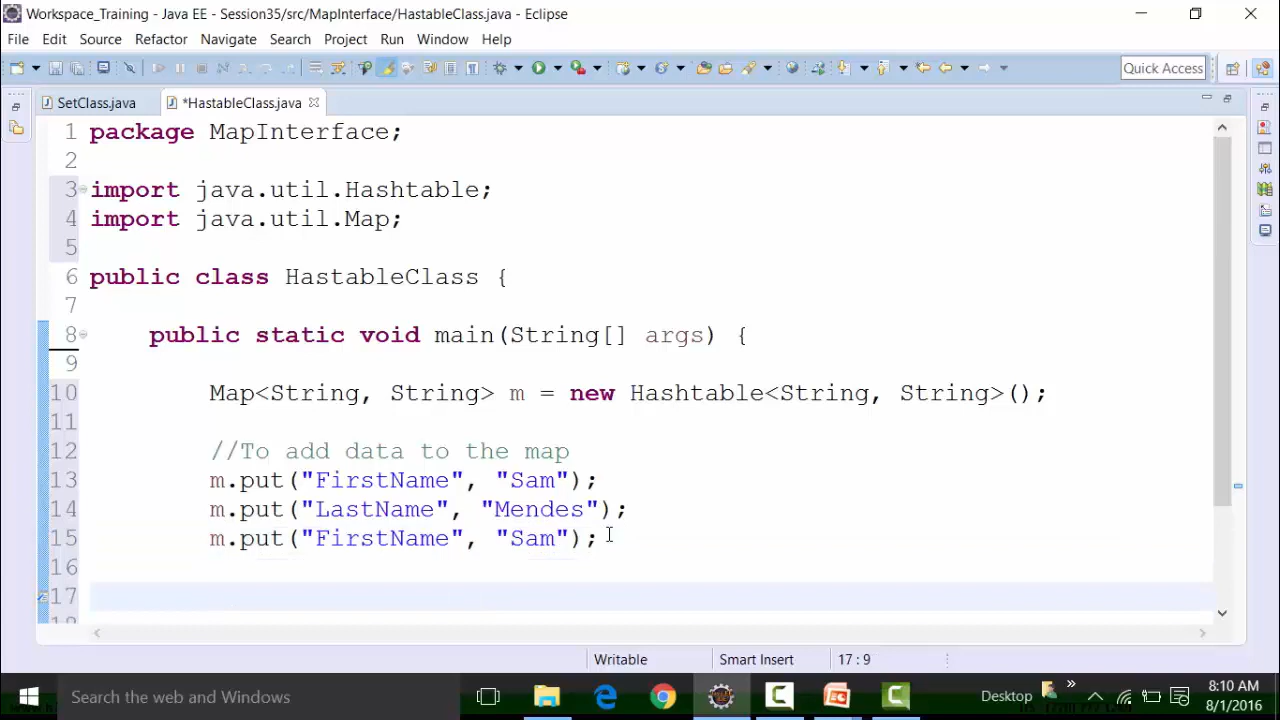 Workspace_Training - Java EE - Session35/src/MapInterface/HastableClass.java - Eclipse
File Edit Source Refactor Navigate Search Project Run Window Help
Quick Access
SetClass.java *HastableClass.java
1 package MapInterface;
2
3 import java.util.Hashtable;
4 import java.util.Map;
5
6 public class HastableClass {
7
8 public static void main(String[] args) {
9
10 Map<String, String> m = new Hashtable<String, String>();
11
12 //To add data to the map
13 m.put("FirstName", "Sam");
14 m.put("LastName", "Mendes");
15 m.put("FirstName", "Sam");
16
17
Writable Smart Insert 17 : 9
Search the web and Windows Desktop 8:10 AM
8/1/2016